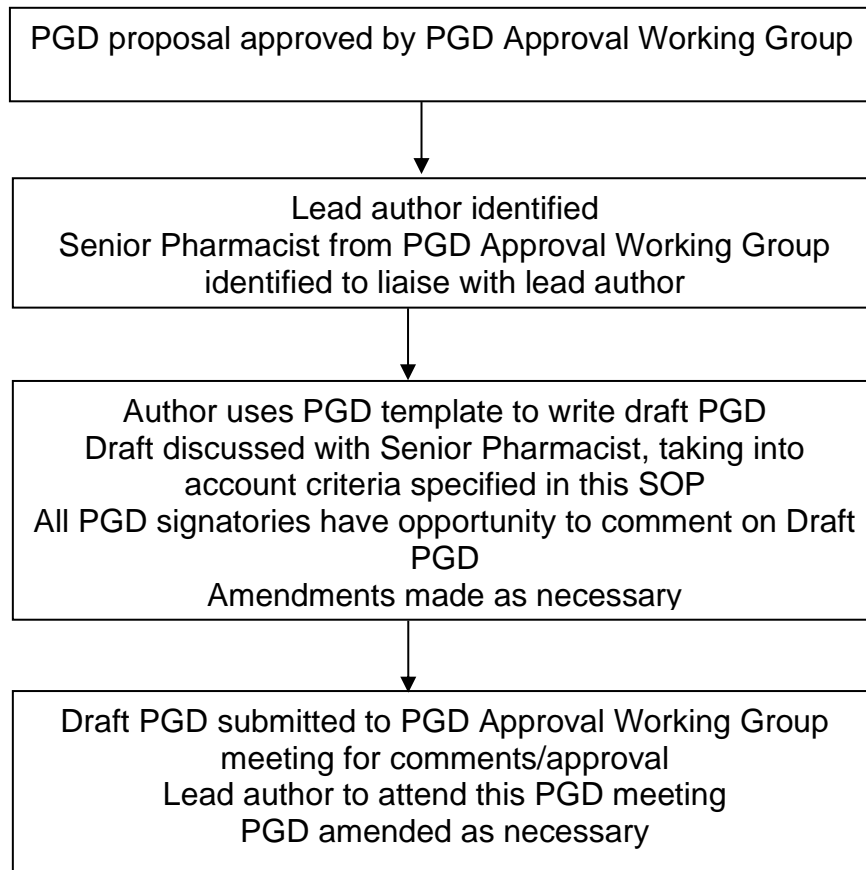 PGD proposal approved by PGD Approval Working Group
Lead author identified
Senior Pharmacist from PGD Approval Working Group
identified to liaise with lead author
Author uses PGD template to write draft PGD
Draft discussed with Senior Pharmacist, taking into
account criteria specified in this SOP
All PGD signatories have opportunity to comment on Draft
PGD
Amendments made as necessary
Draft PGD submitted to PGD Approval Working Group
meeting for comments/approval
Lead author to attend this PGD meeting
PGD amended as necessary